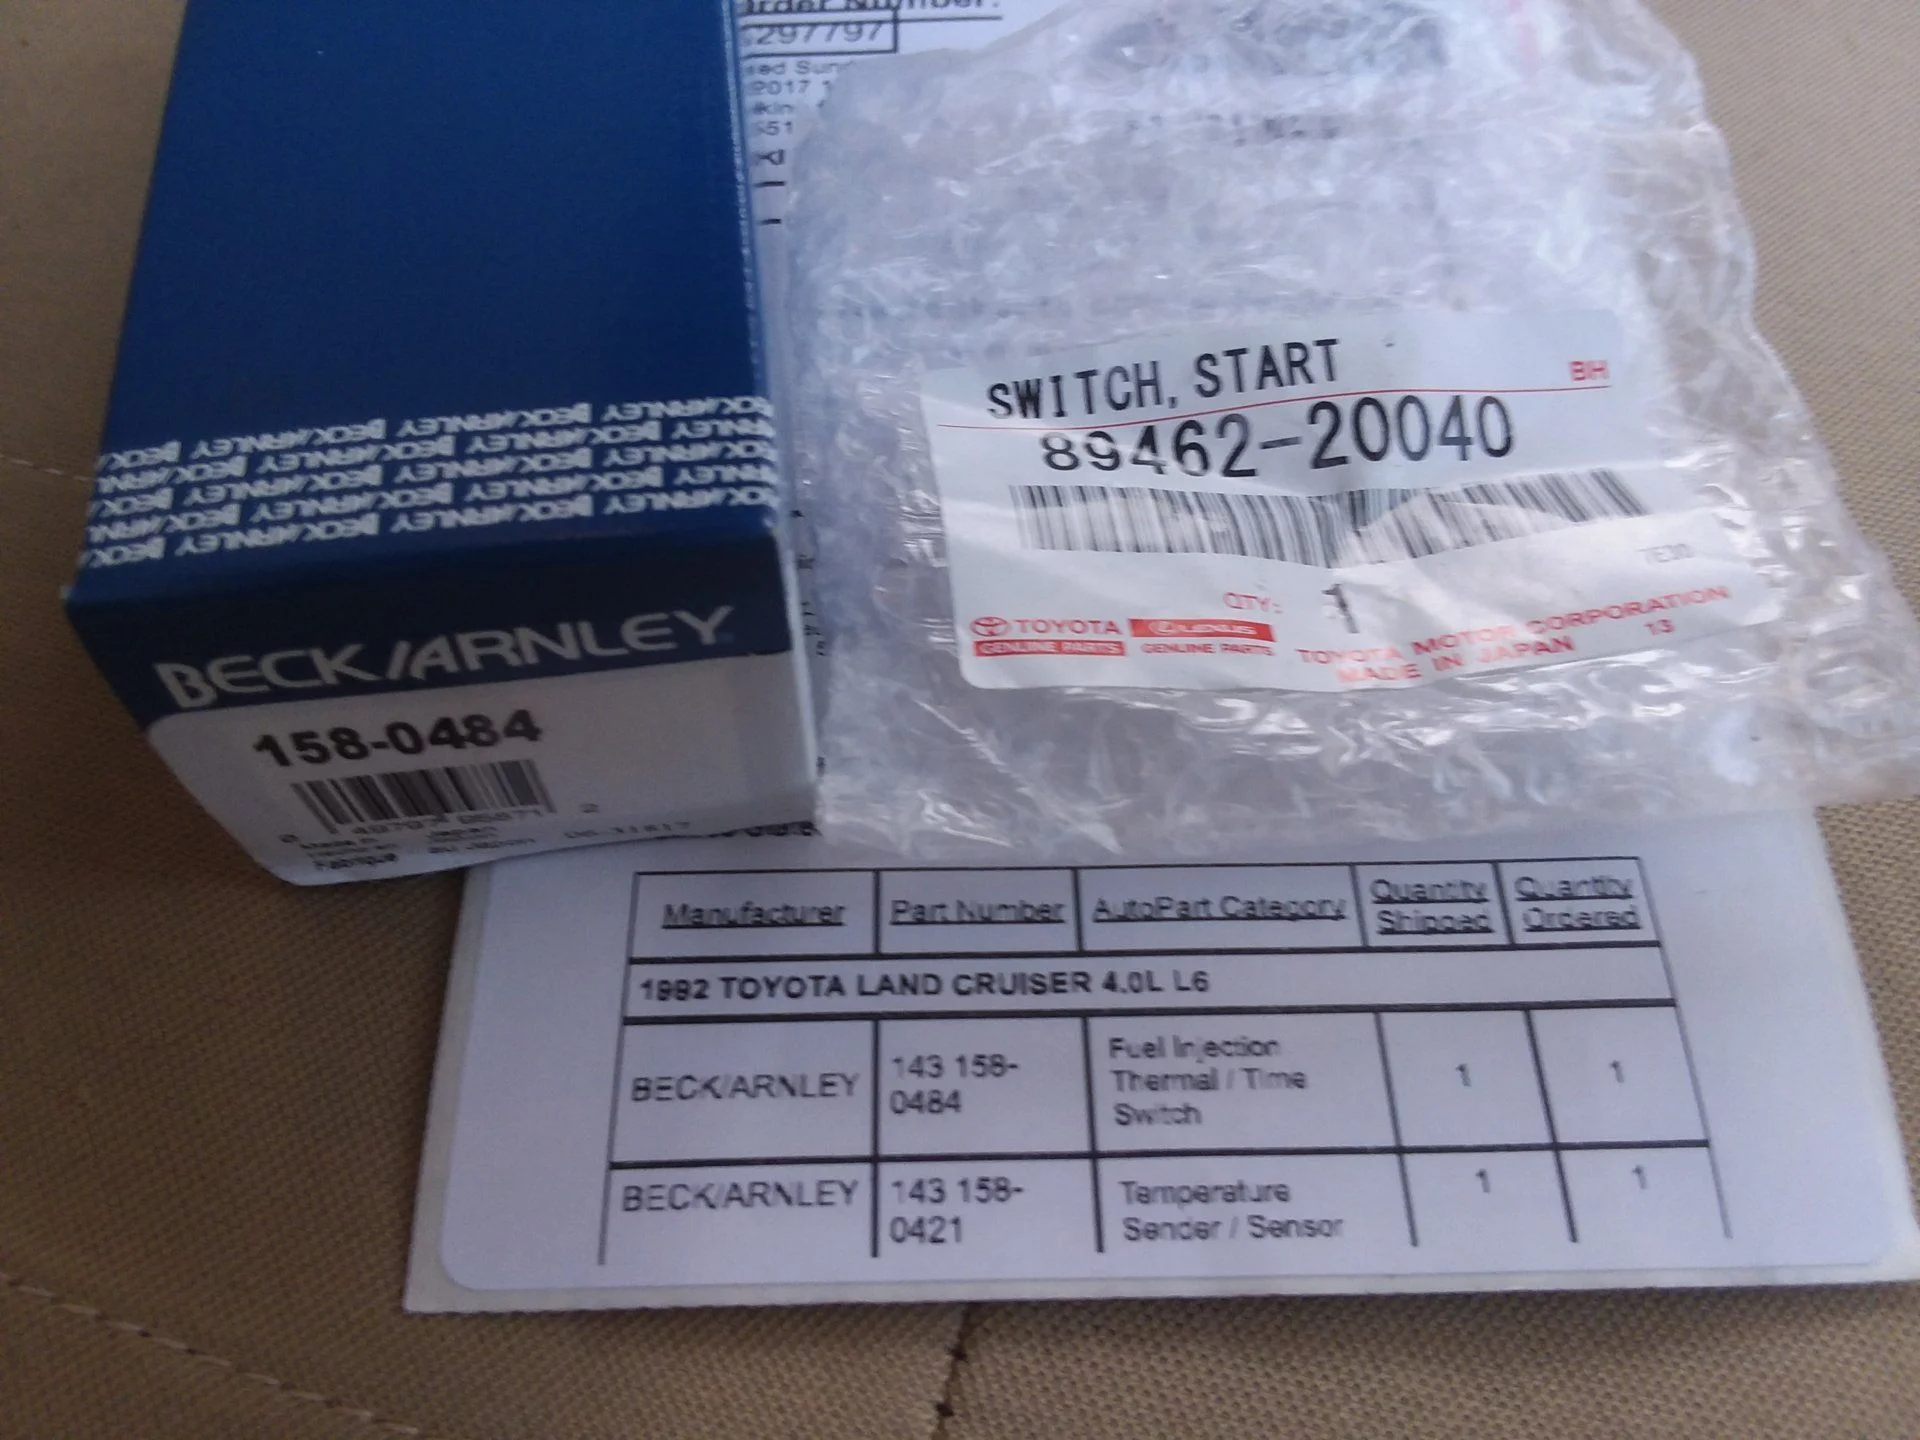 297797
BECK/ARNLEY
158-0484
SWITCH, START
BH
89462-20040
QTY: 1
TOYOTA
GENUINE PARTS
LEXUS
GENUINE PARTS
TOYOTA MOTOR CORPORATION
MADE IN JAPAN
13
Manufacturer Part Number AutoPart Category Quantity Shipped Quantity Ordered
1992 TOYOTA LAND CRUISER 4.0L L6
BECK/ARNLEY 143 158-0484 Fuel Injection Thermal / Time Switch 1 1
BECK/ARNLEY 143 158-0421 Temperature Sender / Sensor 1 1